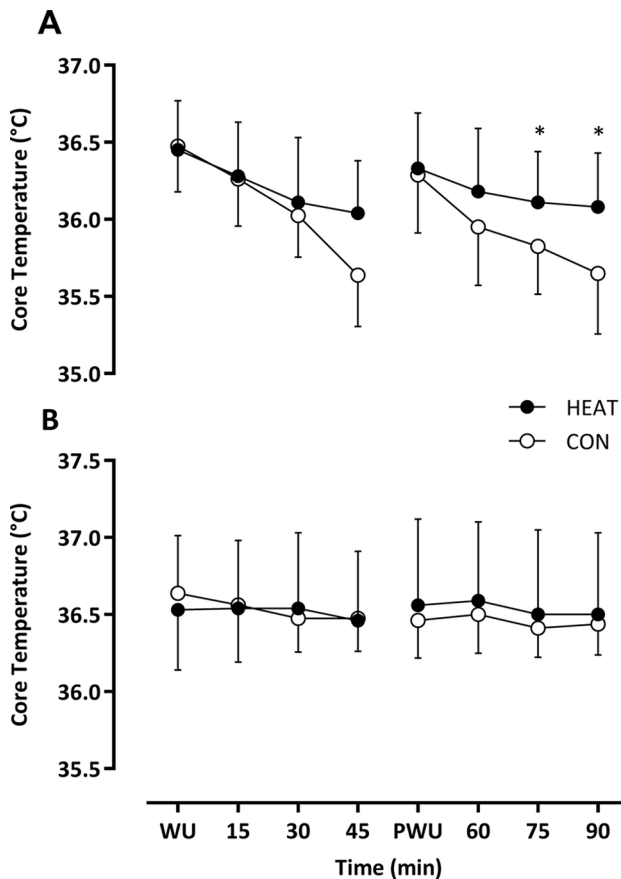 A
37.0
36.5
36.0
35.5
35.0
Core Temperature (°C)
* *
HEAT
CON
B
37.5
37.0
36.5
36.0
35.5
Core Temperature (°C)
WU 15 30 45 PWU 60 75 90
Time (min)